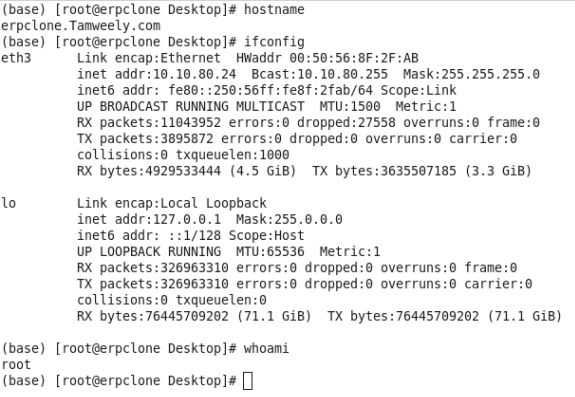 (base) [root@erpclone Desktop]# hostname
erpclone.Tamweely.com
(base) [root@erpclone Desktop]# ifconfig
eth3      Link encap:Ethernet  HWaddr 00:50:56:8F:2F:AB
          inet addr:10.10.80.24  Bcast:10.10.80.255  Mask:255.255.255.0
          inet6 addr: fe80::250:56ff:fe8f:2fab/64 Scope:Link
          UP BROADCAST RUNNING MULTICAST  MTU:1500  Metric:1
          RX packets:11043952 errors:0 dropped:27558 overruns:0 frame:0
          TX packets:3895872 errors:0 dropped:0 overruns:0 carrier:0
          collisions:0 txqueuelen:1000
          RX bytes:4929533444 (4.5 GiB)  TX bytes:3635507185 (3.3 GiB)

lo        Link encap:Local Loopback
          inet addr:127.0.0.1  Mask:255.0.0.0
          inet6 addr: ::1/128 Scope:Host
          UP LOOPBACK RUNNING  MTU:65536  Metric:1
          RX packets:326963310 errors:0 dropped:0 overruns:0 frame:0
          TX packets:326963310 errors:0 dropped:0 overruns:0 carrier:0
          collisions:0 txqueuelen:0
          RX bytes:76445709202 (71.1 GiB)  TX bytes:76445709202 (71.1 GiB)

(base) [root@erpclone Desktop]# whoami
root
(base) [root@erpclone Desktop]#